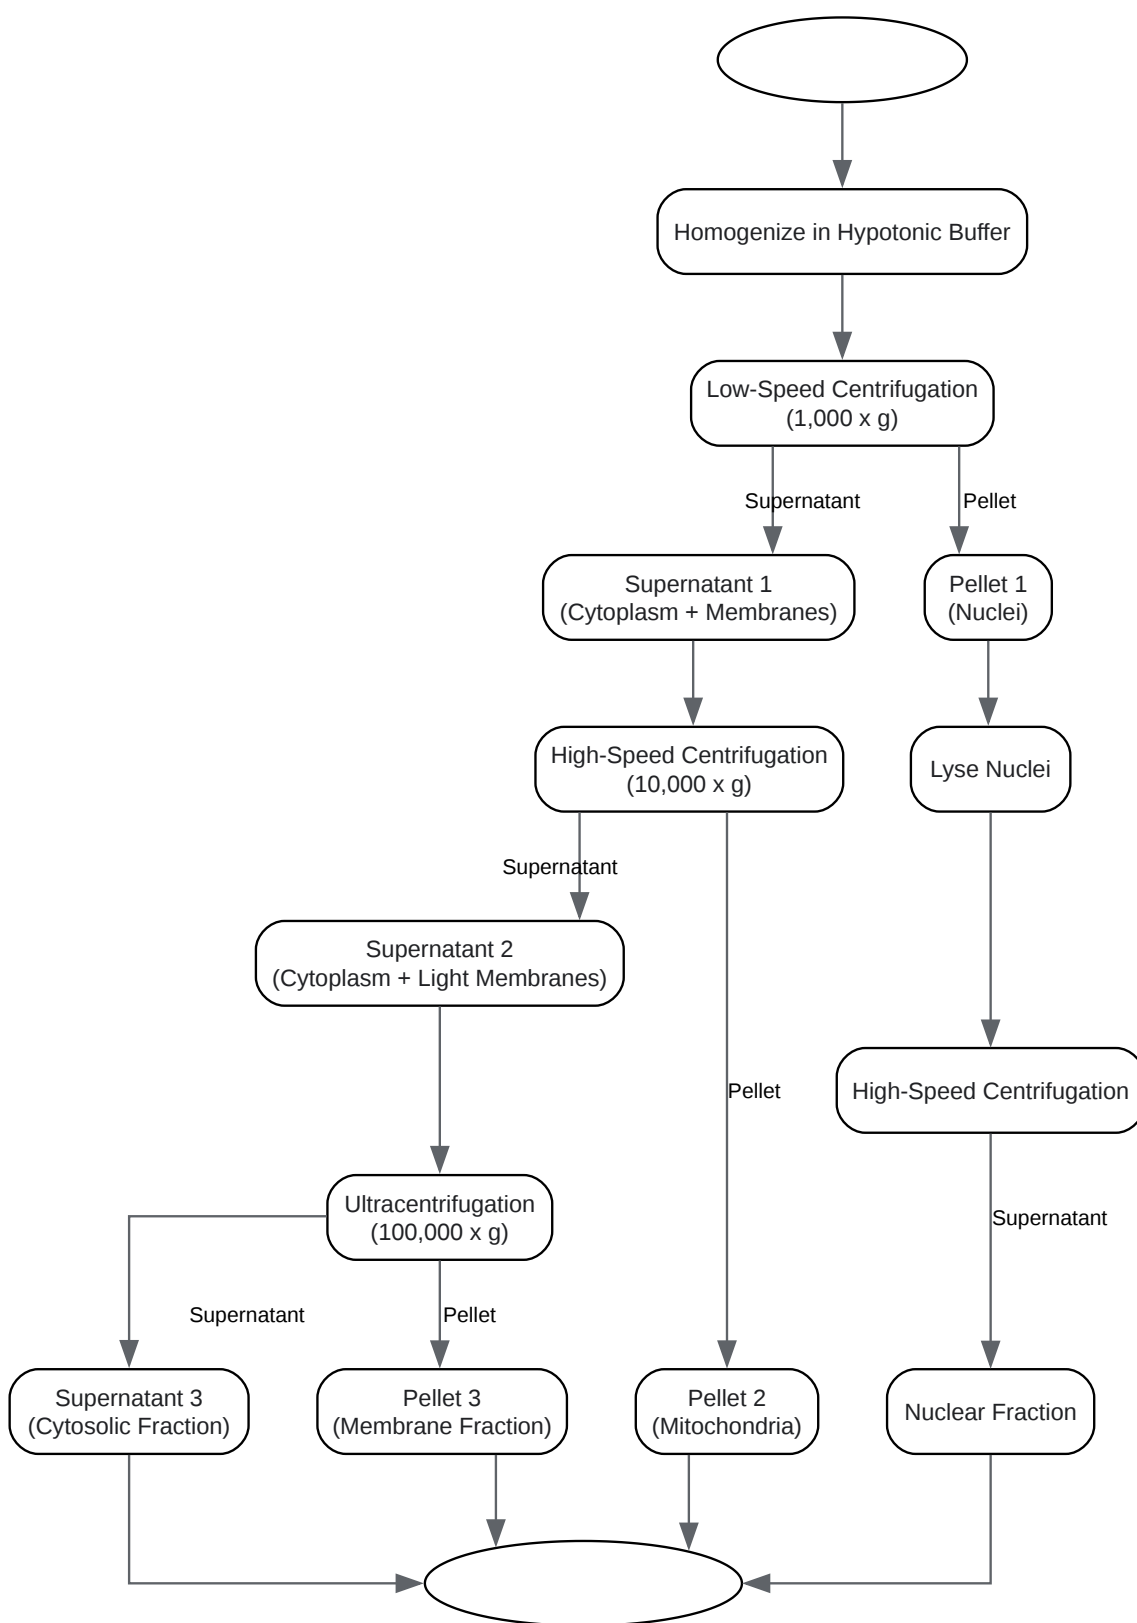 Homogenize in Hypotonic Buffer
Low-Speed Centrifugation
(1,000 x g)
Supernatant
Pellet
Supernatant 1
(Cytoplasm + Membranes)
Pellet 1
(Nuclei)
High-Speed Centrifugation
(10,000 x g)
Lyse Nuclei
Supernatant
Supernatant 2
(Cytoplasm + Light Membranes)
Pellet
High-Speed Centrifugation
Ultracentrifugation
(100,000 x g)
Supernatant
Supernatant
Pellet
Supernatant 3
(Cytosolic Fraction)
Pellet 3
(Membrane Fraction)
Pellet 2
(Mitochondria)
Nuclear Fraction